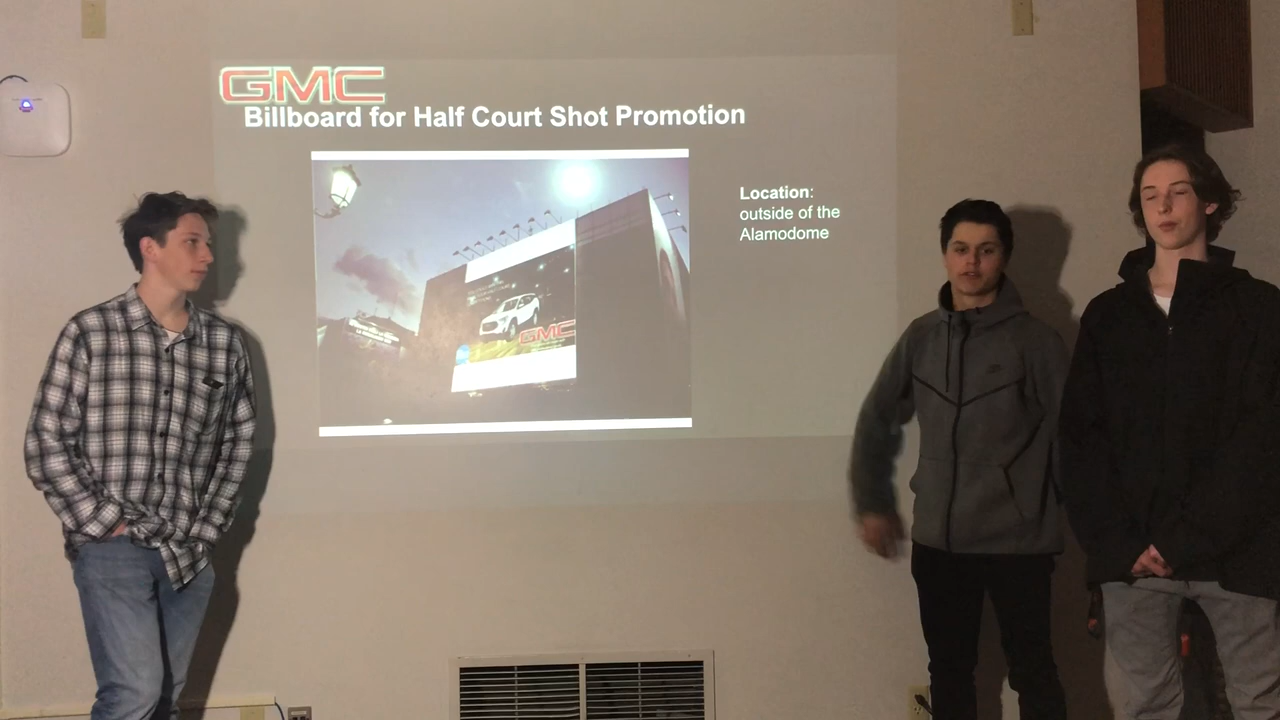 GMC
Billboard for Half Court Shot Promotion
Location:
outside of the
Alamodome
GMC